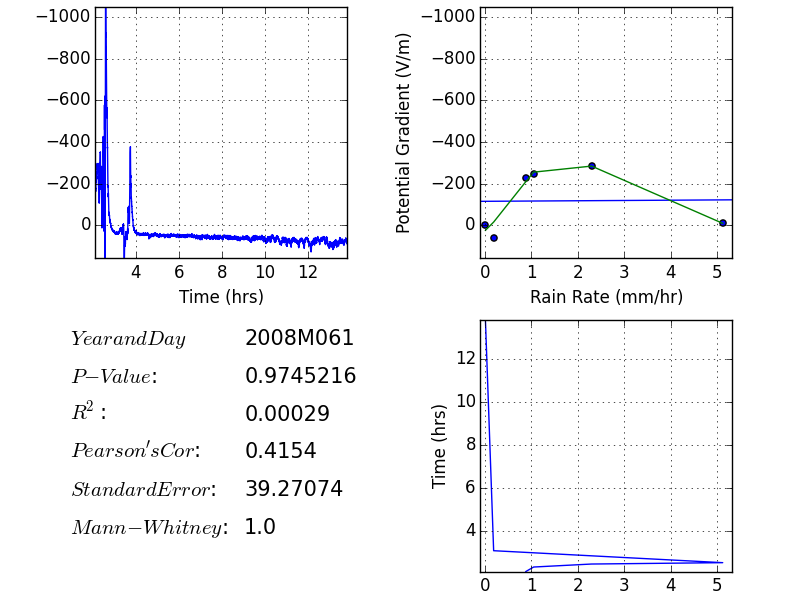 −1000
−800
−600
−400
−200
0
4 6 8 10 12
Time (hrs)
Potential Gradient (V/m)
−1000
−800
−600
−400
−200
0
0 1 2 3 4 5
Rain Rate (mm/hr)
YearandDay 2008M061
P−Value: 0.9745216
R²: 0.00029
Pearson'sCor: 0.4154
StandardError: 39.27074
Mann−Whitney: 1.0
Time (hrs)
12
10
8
6
4
0 1 2 3 4 5